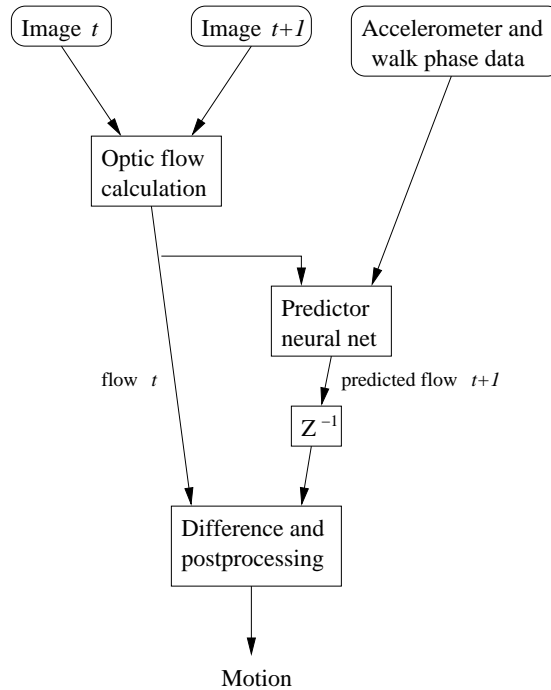 Image t
Image t+1
Accelerometer and
walk phase data
Optic flow
calculation
Predictor
neural net
flow t
predicted flow t+1
Z⁻¹
Difference and
postprocessing
Motion